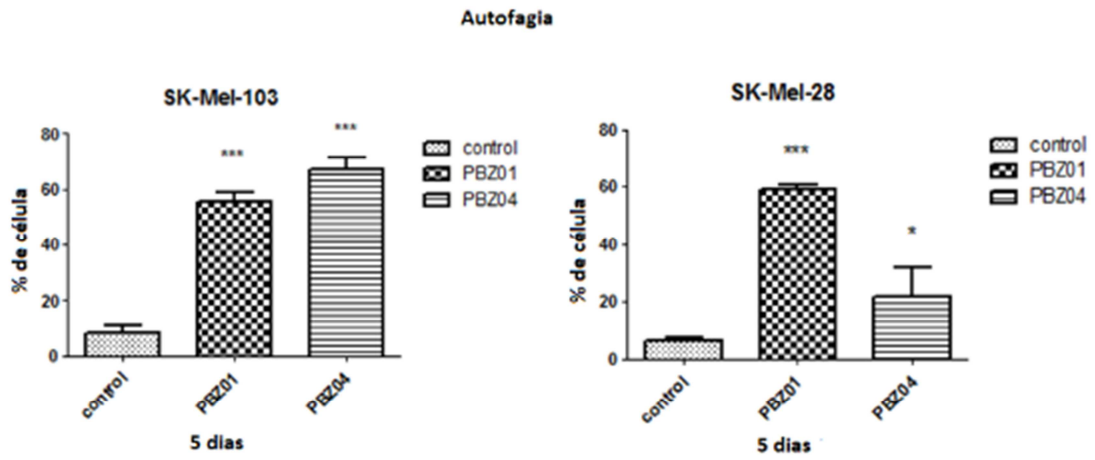 Autofagia
SK-Mel-103
% de célula
80
60
40
20
0
***
***
control
PBZ01
PBZ04
control
PBZ01
PBZ04
5 dias
SK-Mel-28
% de célula
80
60
40
20
0
***
*
control
PBZ01
PBZ04
control
PBZ01
PBZ04
5 dias